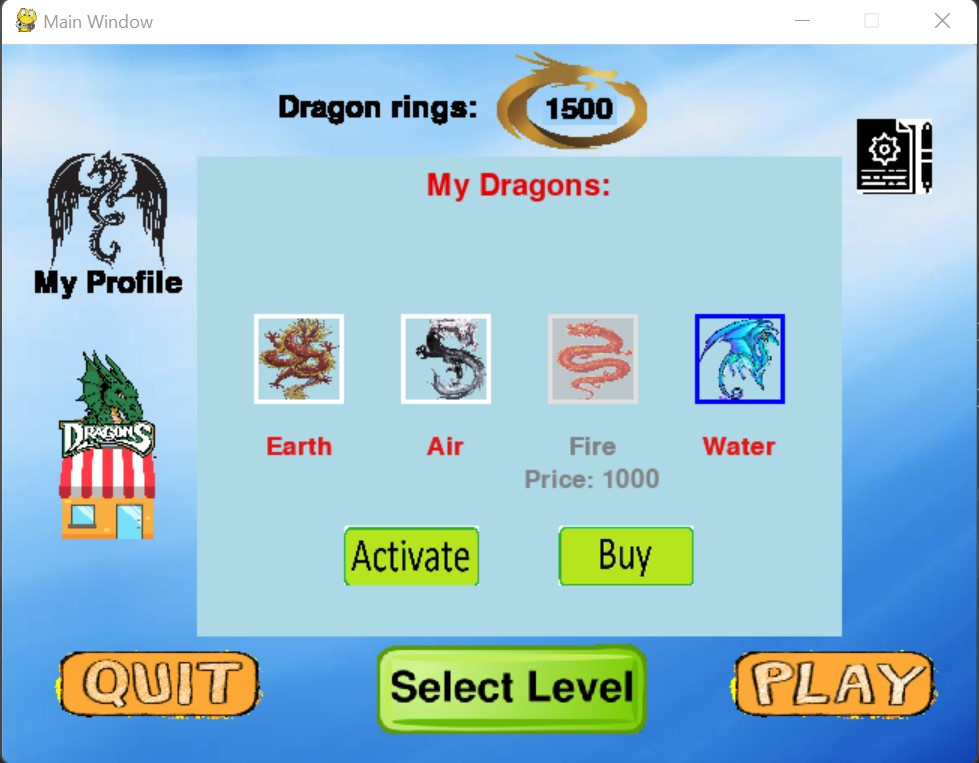 Main Window
Dragon rings: 1500
My Dragons:
My Profile
DRAGONS
Earth Air Fire Water
Price: 1000
Activate Buy
QUIT Select Level PLAY